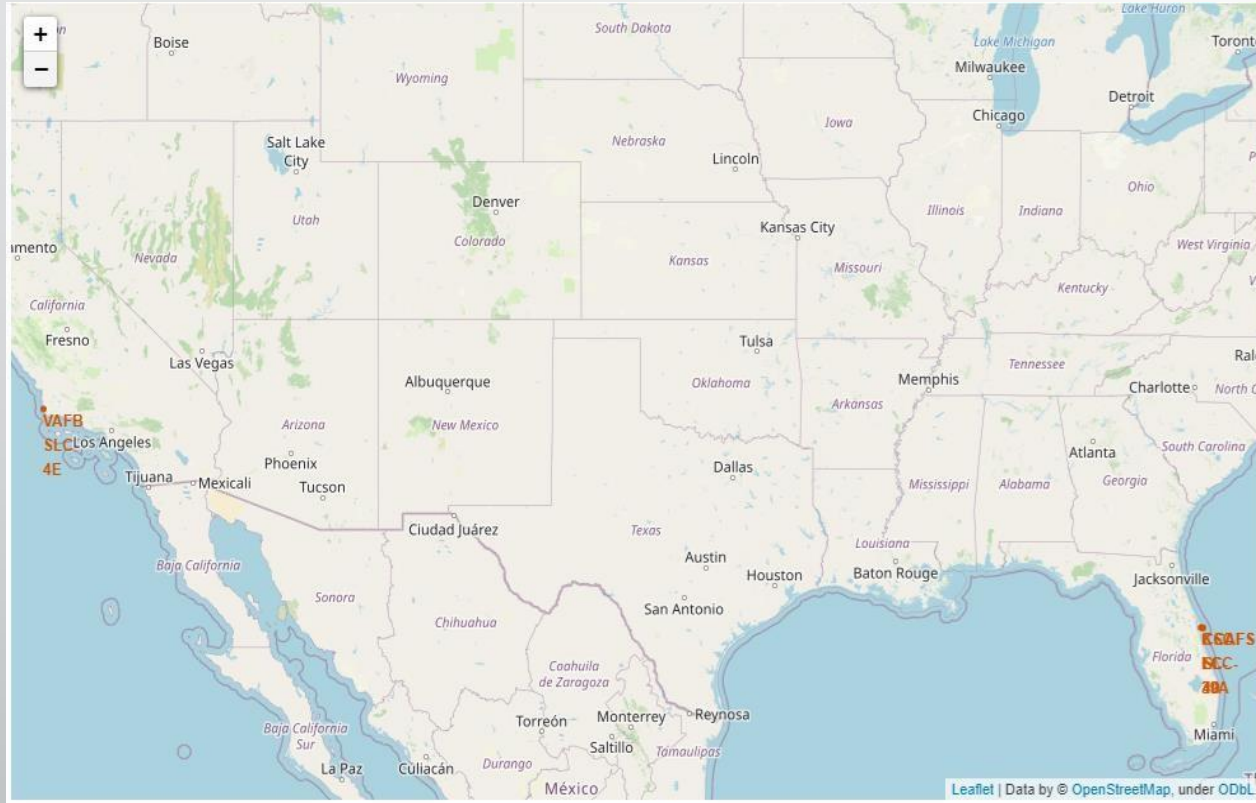 Lake Huron
South Dakota
Boise
Lake Michigan
Toront
Milwaukee
Wyoming
Detroit
Chicago
Iowa
Nebraska
Salt Lake
City
Lincoln
Ohio
Denver
Illinois
Indiana
Utah
Kansas City
Colorado
West Virginia
amento
Nevada
Kansas
Missouri
Kentucky
California
Fresno
Tulsa
Las Vegas
Tennessee
Ral
Albuquerque
Oklahoma
Memphis
Charlotte
North C
Arkansas
VAFB
SLC-
4E
Los Angeles
Arizona
New Mexico
South Carolina
Atlanta
Phoenix
Dallas
Tijuana
Mexicali
Tucson
Mississippi
Alabama
Georgia
Ciudad Juárez
Texas
Louisiana
Austin
Baja California
Houston
Baton Rouge
Jacksonville
Sonora
San Antonio
Chihuahua
Florida
Coahuila
de Zaragoza
Torreón
Monterrey
Reynosa
Baja California
Sur
Miami
Saltillo
Tamaulipas
La Paz
Culiacán
Durango
México
Leaflet | Data by © OpenStreetMap, under ODbL